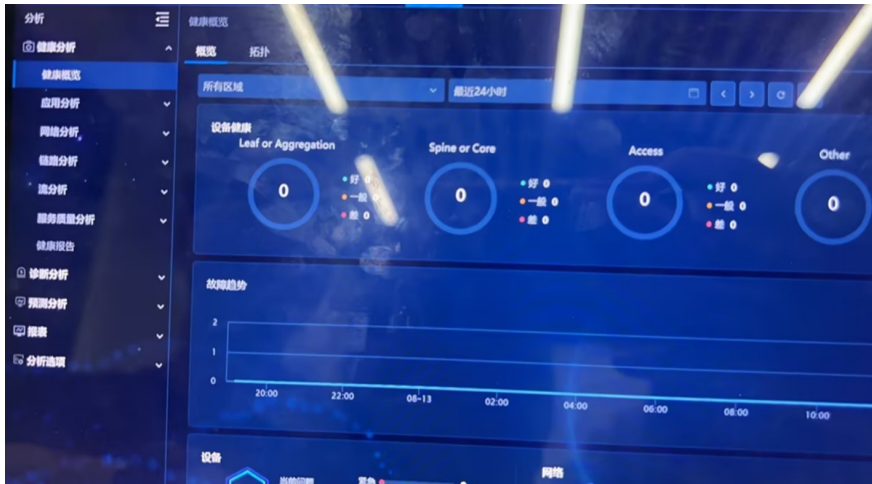 分析
健康分析
健康概览
应用分析
网络分析
链路分析
流分析
服务质量分析
健康报告
诊断分析
预测分析
报表
分析选项
健康概览
概览 拓扑
所有区域 最近24小时
设备健康
Leaf or Aggregation Spine or Core Access Other
0 0 0 0
好 0 好 0 好 0
一般 0 一般 0 一般 0
差 0 差 0 差 0
故障趋势
2
1
0
20:00 22:00 08-13 02:00 04:00 06:00 08:00 10:00
设备 网络
当前问题 紧急